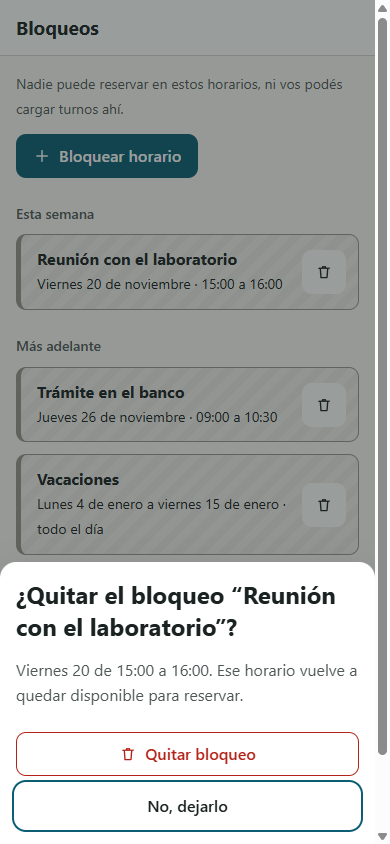 Bloqueos
Nadie puede reservar en estos horarios, ni vos podés
cargar turnos ahí.
Bloquear horario
Esta semana
Reunión con el laboratorio
Viernes 20 de noviembre · 15:00 a 16:00
Más adelante
Trámite en el banco
Jueves 26 de noviembre · 09:00 a 10:30
Vacaciones
Lunes 4 de enero a viernes 15 de enero ·
todo el día
¿Quitar el bloqueo “Reunión
con el laboratorio”?
Viernes 20 de 15:00 a 16:00. Ese horario vuelve a
quedar disponible para reservar.
Quitar bloqueo
No, dejarlo